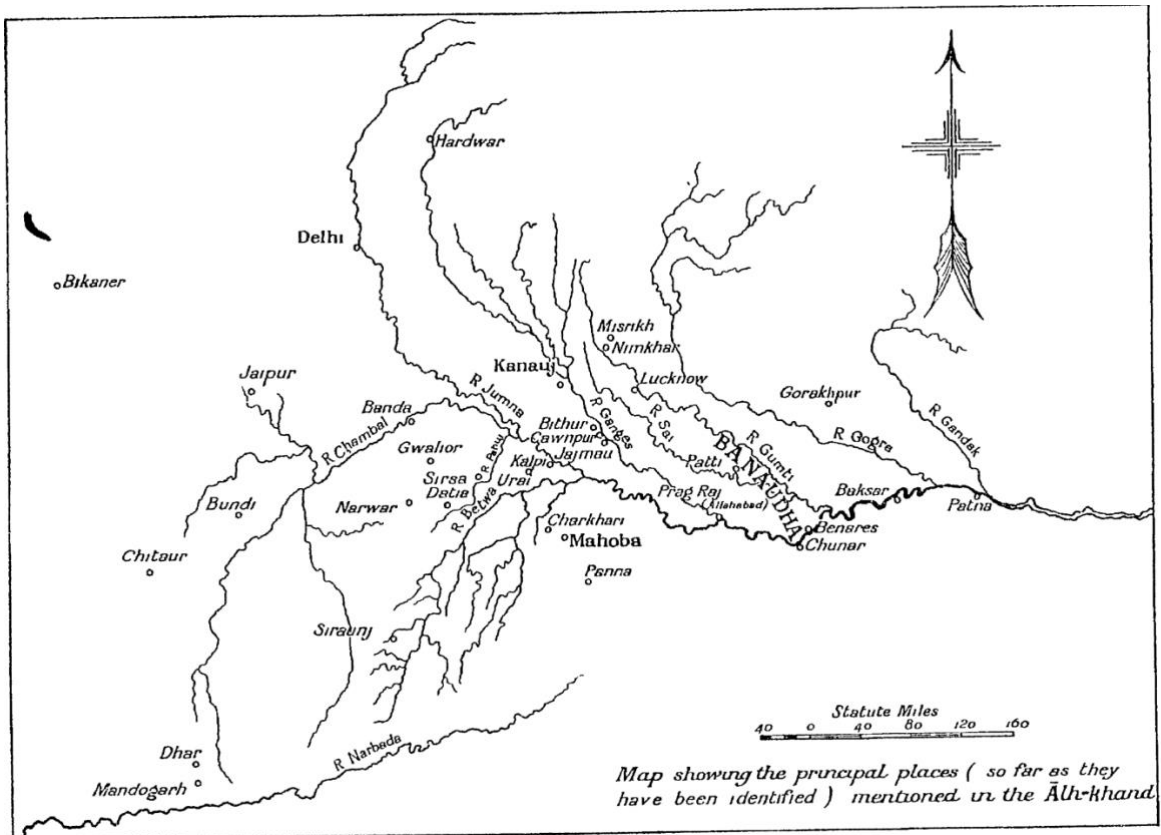 Hardwar
Delhi
Bikaner
Misrikh
Nimkhar
Kanauj
Lucknow
Jaipur
Gorakhpur
R Jumna
Banda
R Chambal
R Ganges
R Sai
R Gumti
R Gogra
R Gandak
Bithur
Cawnpur
Jajmau
Gwalior
R Pahuj
Kalpi
Patti
BANAUDHA
Sirsa
Urai
Datia
Narwar
Bundi
R Betwa
Prag Raj
(Allahabad)
Baksar
Patna
Charkhari
Mahoba
Benares
Chunar
Chitaur
Panna
Siraunj
Dhar
R Narbada
Mandogarh
Statute Miles
40 0 40 80 120 160
Map showing the principal places ( so far as they
have been identified ) mentioned in the Ālh-khand